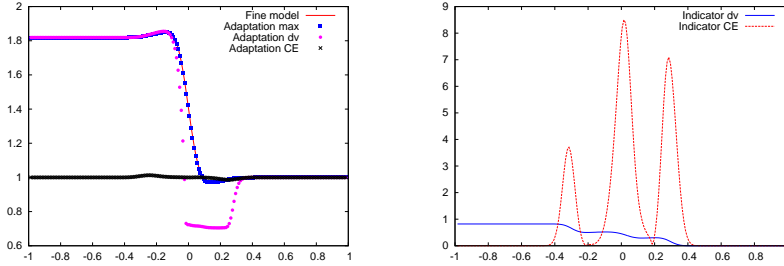 Fine model
Adaptation max
Adaptation dv
Adaptation CE
2
1.8
1.6
1.4
1.2
1
0.8
0.6
-1 -0.8 -0.6 -0.4 -0.2 0 0.2 0.4 0.6 0.8 1
Indicator dv
Indicator CE
9
8
7
6
5
4
3
2
1
0
-1 -0.8 -0.6 -0.4 -0.2 0 0.2 0.4 0.6 0.8 1